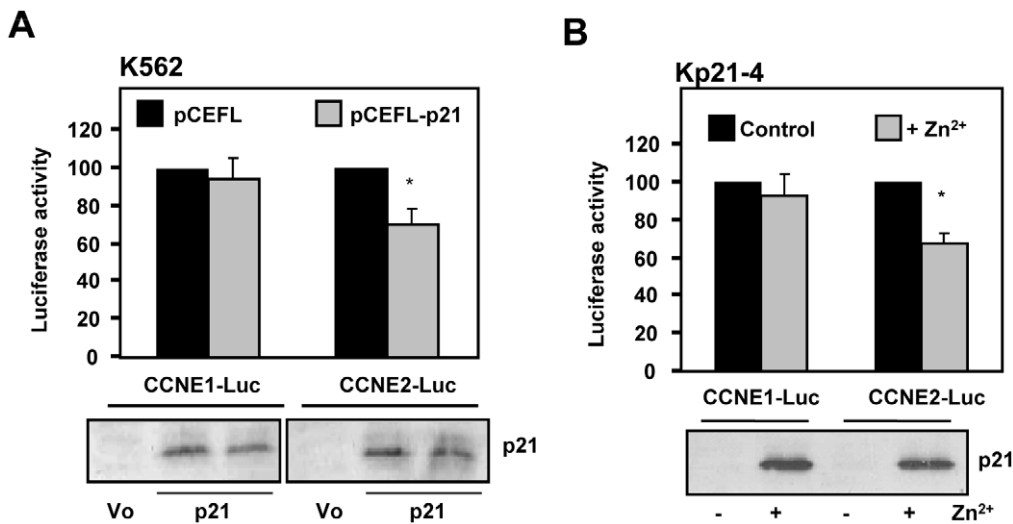 A
K562
pCEFL
pCEFL-p21
Luciferase activity
120
100
80
60
40
20
0
CCNE1-Luc
CCNE2-Luc
p21
Vo
p21
Vo
p21
B
Kp21-4
Control
+ Zn²⁺
Luciferase activity
120
100
80
60
40
20
0
*
*
CCNE1-Luc
CCNE2-Luc
p21
- + - + Zn²⁺